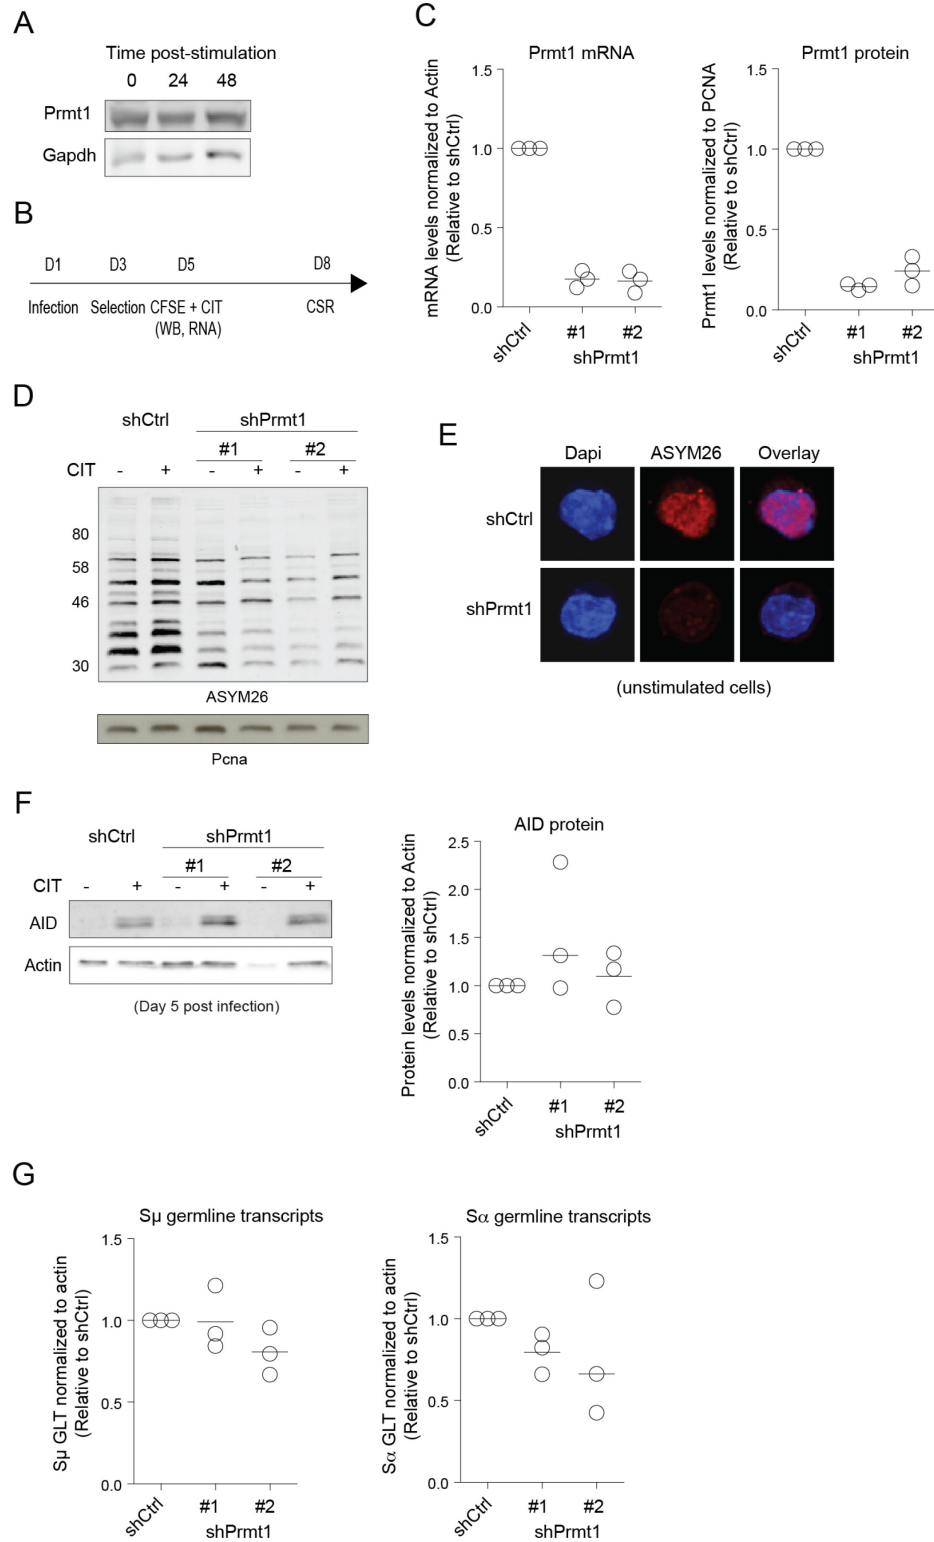 A
Time post-stimulation
0 24 48
Prmt1
Gapdh
B
D1 D3 D5 D8
Infection Selection CFSE + CIT CSR
(WB, RNA)
C
Prmt1 mRNA
mRNA levels normalized to Actin
(Relative to shCtrl)
1.5
1.0
0.5
0.0
shCtrl #1 #2
shPrmt1
Prmt1 protein
Prmt1 levels normalized to PCNA
(Relative to shCtrl)
1.5
1.0
0.5
0.0
shCtrl #1 #2
shPrmt1
D
shCtrl shPrmt1
#1 #2
CIT - + - + - +
80
58
46
30
ASYM26
Pcna
E
Dapi ASYM26 Overlay
shCtrl
shPrmt1
(unstimulated cells)
F
shCtrl shPrmt1
#1 #2
CIT - + - + - +
AID
Actin
(Day 5 post infection)
AID protein
Protein levels normalized to Actin
(Relative to shCtrl)
2.5
2.0
1.5
1.0
0.5
0.0
shCtrl #1 #2
shPrmt1
G
Sμ germline transcripts
Sμ GLT normalized to actin
(Relative to shCtrl)
1.5
1.0
0.5
0.0
shCtrl #1 #2
shPrmt1
Sα germline transcripts
Sα GLT normalized to actin
(Relative to shCtrl)
1.5
1.0
0.5
0.0
shCtrl #1 #2
shPrmt1